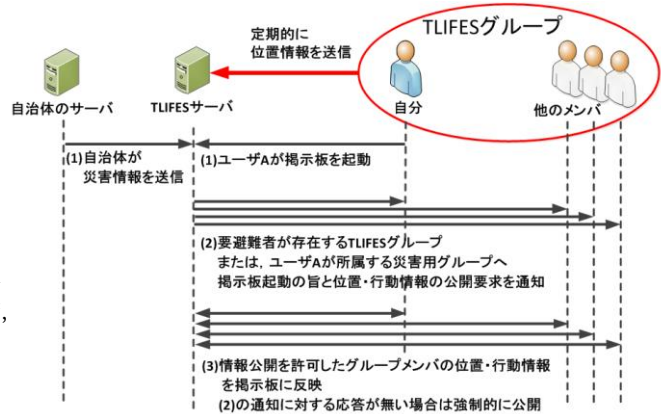 TLIFESグループ
定期的に
位置情報を送信
自治体のサーバ
TLIFESサーバ
自分
他のメンバ
(1)自治体が
災害情報を送信
(1)ユーザAが掲示板を起動
(2)要避難者が存在するTLIFESグループ
または，ユーザAが所属する災害用グループへ
掲示板起動の旨と位置・行動情報の公開要求を通知
，
(3)情報公開を許可したグループメンバの位置・行動情報
を掲示板に反映
(2)の通知に対する応答が無い場合は強制的に公開